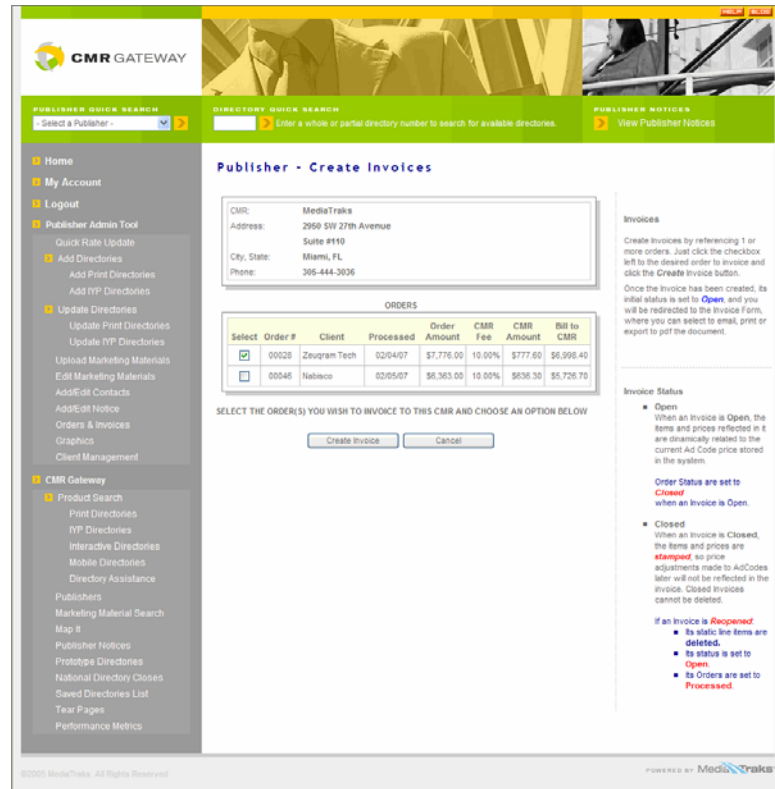 HELP BLOG
CMR GATEWAY
PUBLISHER QUICK SEARCH
- Select a Publisher -
DIRECTORY QUICK SEARCH
Enter a whole or partial directory number to search for available directories.
PUBLISHER NOTICES
View Publisher Notices
Home
My Account
Logout
Publisher Admin Tool
Quick Rate Update
Add Directories
Add Print Directories
Add IYP Directories
Update Directories
Update Print Directories
Update IYP Directories
Upload Marketing Materials
Edit Marketing Materials
Add/Edit Contacts
Add/Edit Notice
Orders & Invoices
Graphics
Client Management
CMR Gateway
Product Search
Print Directories
IYP Directories
Interactive Directories
Mobile Directories
Directory Assistance
Publishers
Marketing Material Search
Map It
Publisher Notices
Prototype Directories
National Directory Closes
Saved Directories List
Tear Pages
Performance Metrics
Publisher - Create Invoices
CMR: MediaTraks
Address: 2950 SW 27th Avenue
Suite #110
City, State: Miami, FL
Phone: 305-444-3036
ORDERS
Select Order # Client Processed Order Amount CMR Fee CMR Amount Bill to CMR
00026 Zeuqram Tech 02/04/07 $7,776.00 10.00% $777.60 $6,998.40
00046 Nabisco 02/05/07 $6,363.00 10.00% $636.30 $5,726.70
SELECT THE ORDER(S) YOU WISH TO INVOICE TO THIS CMR AND CHOOSE AN OPTION BELOW
Create Invoice Cancel
Invoices
Create Invoices by referencing 1 or
more orders. Just click the checkbox
left to the desired order to invoice and
click the Create Invoice button.
Once the Invoice has been created, its
initial status is set to Open, and you
will be redirected to the Invoice Form,
where you can select to email, print or
export to pdf the document.
Invoice Status
Open
When an Invoice is Open, the
items and prices reflected in it
are dinamically related to the
current Ad Code price stored
in the system.
Order Status are set to
Closed
when an Invoice is Open.
Closed
When an Invoice is Closed,
the items and prices are
stamped, so price
adjustments made to AdCodes
later will not be reflected in the
invoice. Closed Invoices
cannot be deleted.
If an Invoice is Reopened:
Its static line items are
deleted.
Its status is set to
Open.
Its Orders are set to
Processed.
©2005 MediaTraks. All Rights Reserved
POWERED BY MediaTraks